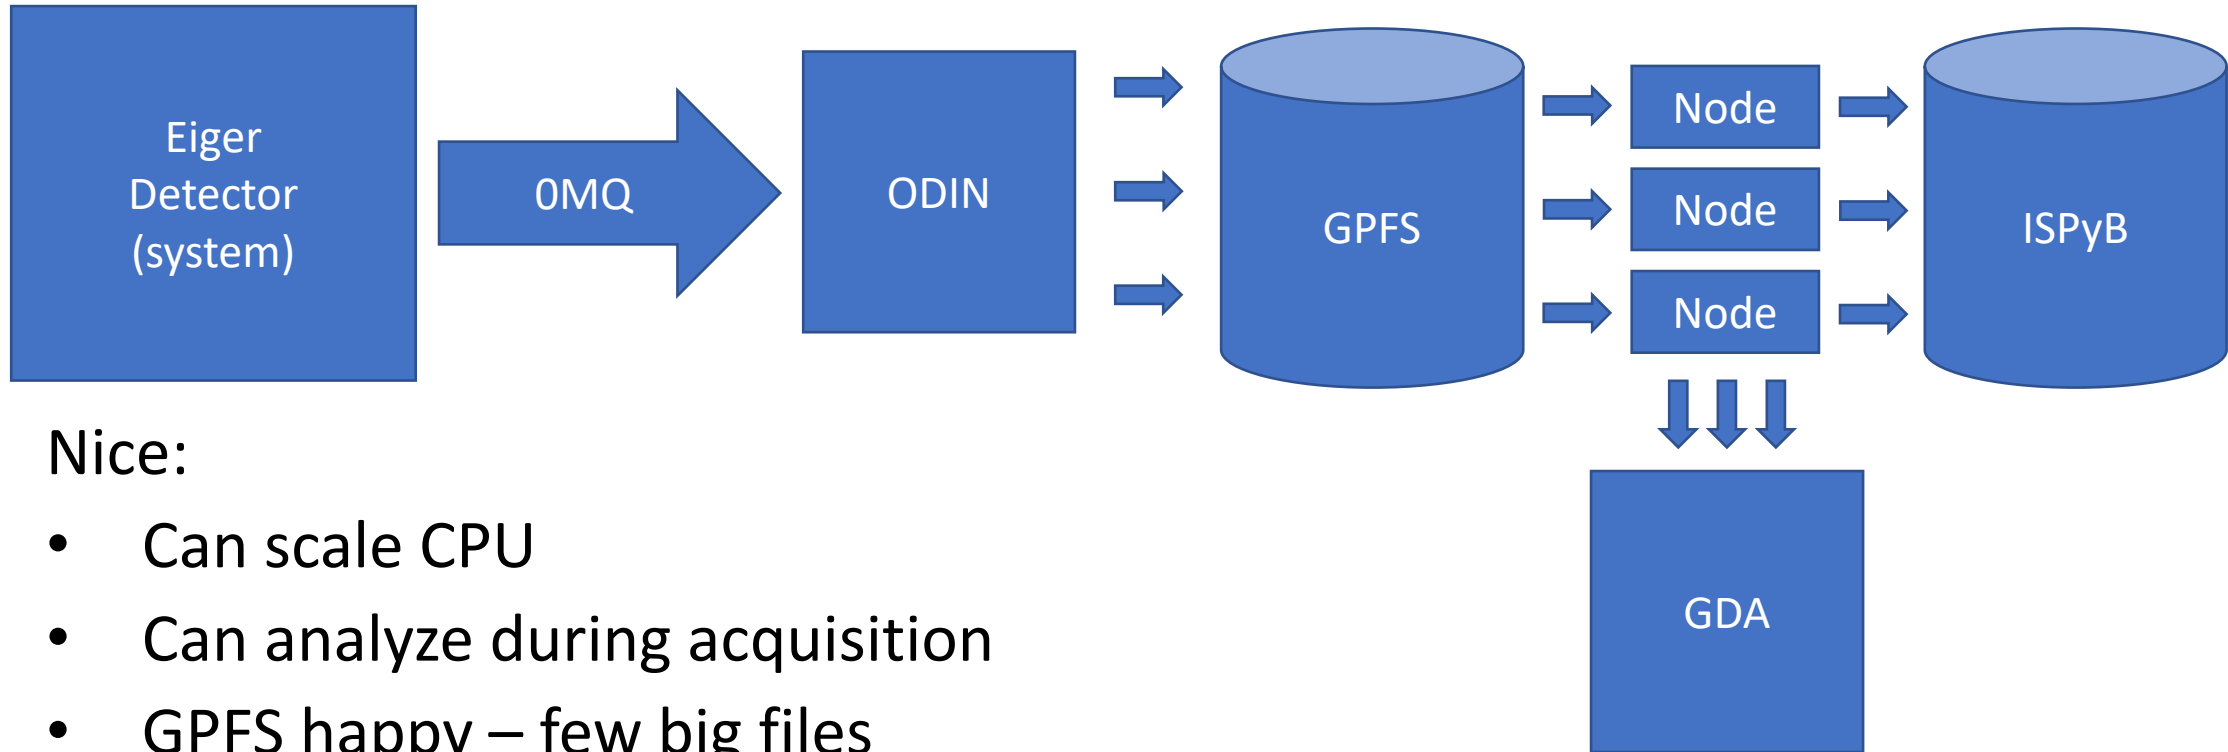 Eiger
Detector
(system)
0MQ
ODIN
GPFS
Node
Node
Node
ISPyB
GDA
Nice:
• Can scale CPU
• Can analyze during acquisition
• GPFS happy – few big files